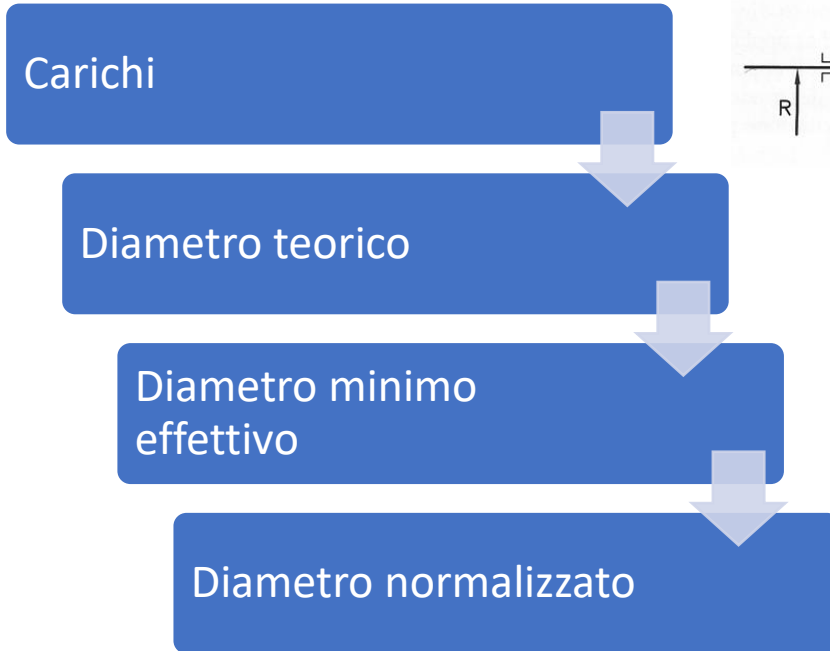 Carichi
R
Diametro teorico
Diametro minimo
effettivo
Diametro normalizzato